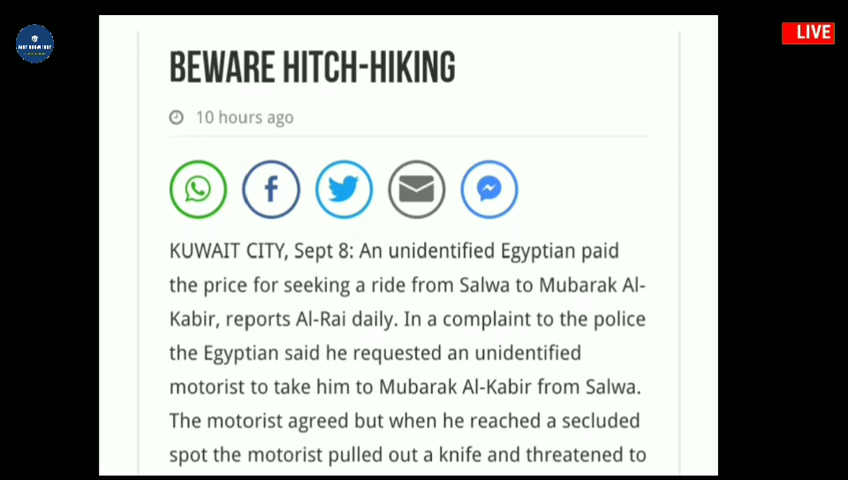 LIVE
BEWARE HITCH-HIKING
10 hours ago
KUWAIT CITY, Sept 8: An unidentified Egyptian paid
the price for seeking a ride from Salwa to Mubarak Al-
Kabir, reports Al-Rai daily. In a complaint to the police
the Egyptian said he requested an unidentified
motorist to take him to Mubarak Al-Kabir from Salwa.
The motorist agreed but when he reached a secluded
spot the motorist pulled out a knife and threatened to